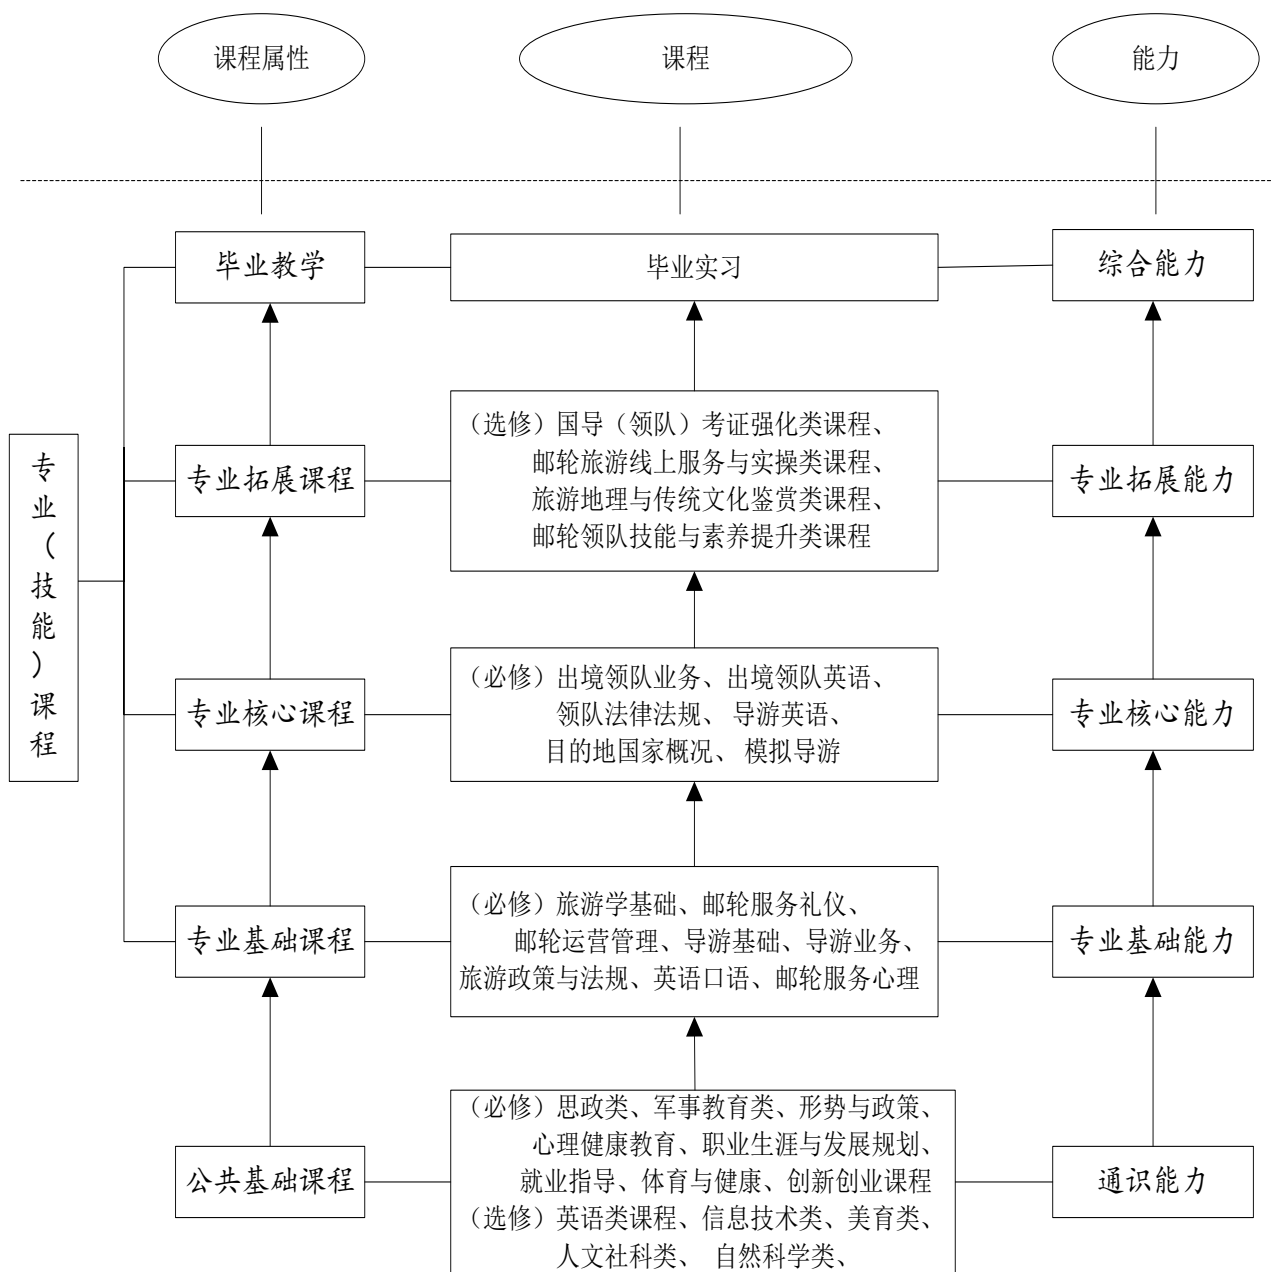 课程属性
课程
能力
毕业教学
毕业实习
综合能力
专业（技能）课程
（选修）国导（领队）考证强化类课程、
邮轮旅游线上服务与实操类课程、
旅游地理与传统文化鉴赏类课程、
邮轮领队技能与素养提升类课程
专业拓展课程
专业拓展能力
（必修）出境领队业务、出境领队英语、
领队法律法规、 导游英语、
目的地国家概况、 模拟导游
专业核心课程
专业核心能力
（必修）旅游学基础、邮轮服务礼仪、
邮轮运营管理、导游基础、导游业务、
旅游政策与法规、英语口语、邮轮服务心理
专业基础课程
专业基础能力
（必修）思政类、军事教育类、形势与政策、
心理健康教育、职业生涯与发展规划、
就业指导、体育与健康、创新创业课程
（选修）英语类课程、信息技术类、美育类、
人文社科类、 自然科学类、
公共基础课程
通识能力